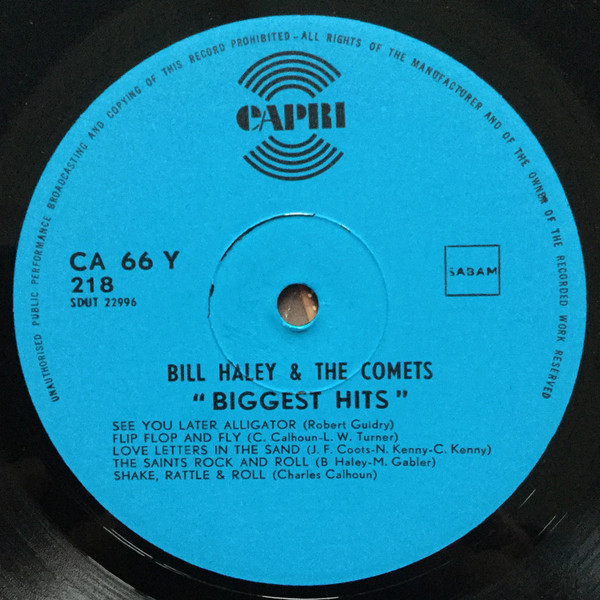 UNAUTHORISED PUBLIC PERFORMANCE BROADCASTING AND COPYING OF THIS RECORD PROHIBITED - ALL RIGHTS OF THE MANUFACTURER AND OF THE OWNER OF THE RECORDED WORK RESERVED
CAPRI
CA 66 Y
218
SDUT 22996
SABAM
BILL HALEY & THE COMETS
"BIGGEST HITS"
SEE YOU LATER ALLIGATOR (Robert Guidry)
FLIP FLOP AND FLY (C. Calhoun-L. W. Turner)
LOVE LETTERS IN THE SAND (J. F. Coots-N. Kenny-C. Kenny)
THE SAINTS ROCK AND ROLL (B Haley-M. Gabler)
SHAKE, RATTLE & ROLL (Charles Calhoun)